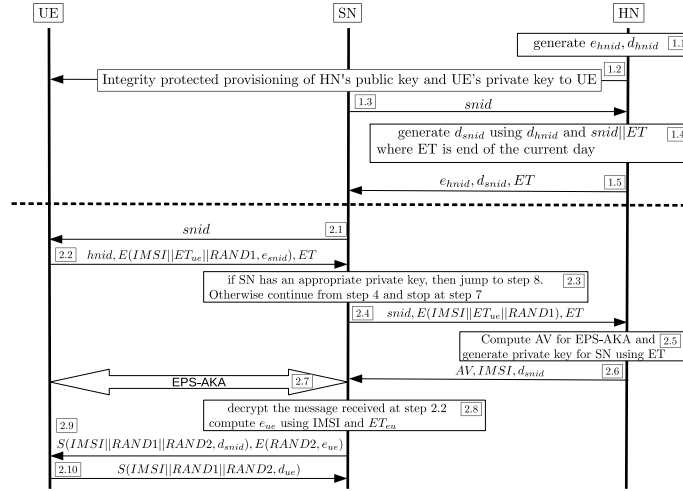 UE SN HN
generate e_hnid, d_hnid 1.1
1.2
Integrity protected provisioning of HN's public key and UE's private key to UE
1.3 snid
generate d_snid using d_hnid and snid||ET 1.4
where ET is end of the current day
e_hnid, d_snid, ET 1.5
snid 2.1
2.2 hnid, E(IMSI||ET_ue||RAND1, e_snid), ET
if SN has an appropriate private key, then jump to step 8. 2.3
Otherwise continue from step 4 and stop at step 7
2.4 snid, E(IMSI||ET_ue||RAND1), ET
Compute AV for EPS-AKA and 2.5
generate private key for SN using ET
AV, IMSI, d_snid 2.6
EPS-AKA 2.7
decrypt the message received at step 2.2 2.8
compute e_ue using IMSI and ET_eu
2.9
S(IMSI||RAND1||RAND2, d_snid), E(RAND2, e_ue)
2.10 S(IMSI||RAND1||RAND2, d_ue)